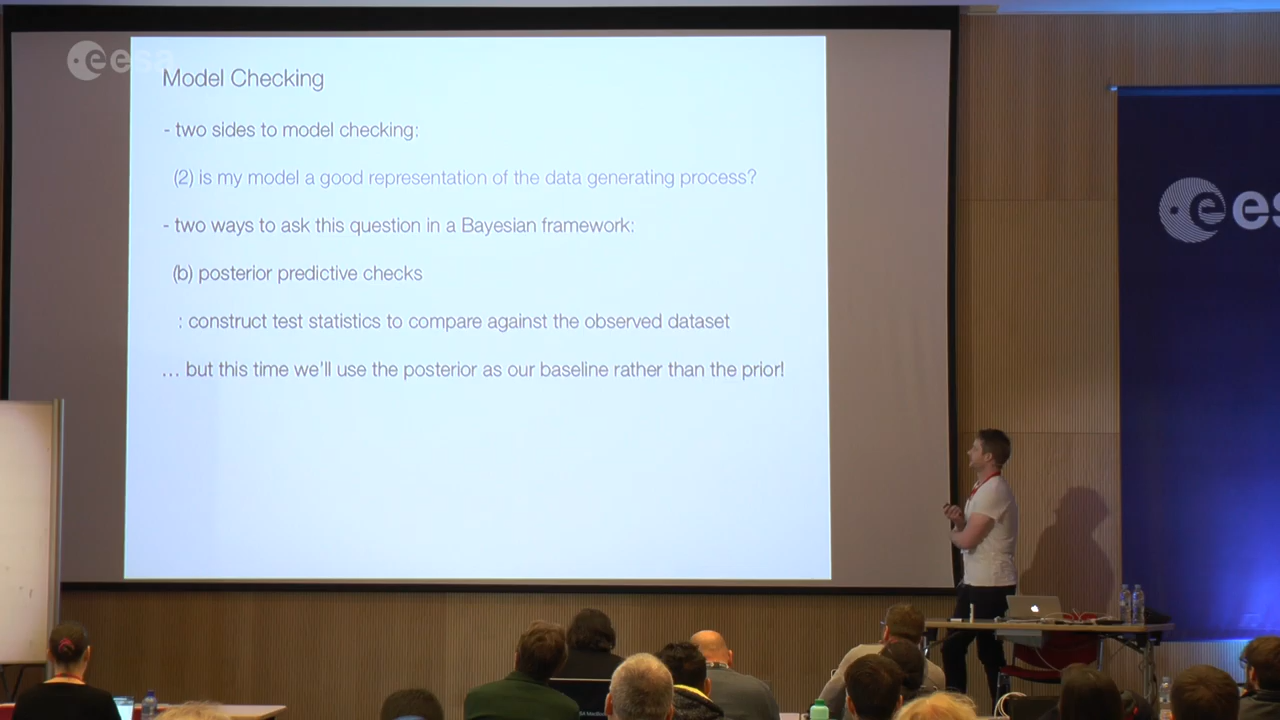 eesa
Model Checking
- two sides to model checking:
(2) is my model a good representation of the data generating process?
- two ways to ask this question in a Bayesian framework:
(b) posterior predictive checks
: construct test statistics to compare against the observed dataset
… but this time we'll use the posterior as our baseline rather than the prior!
ees